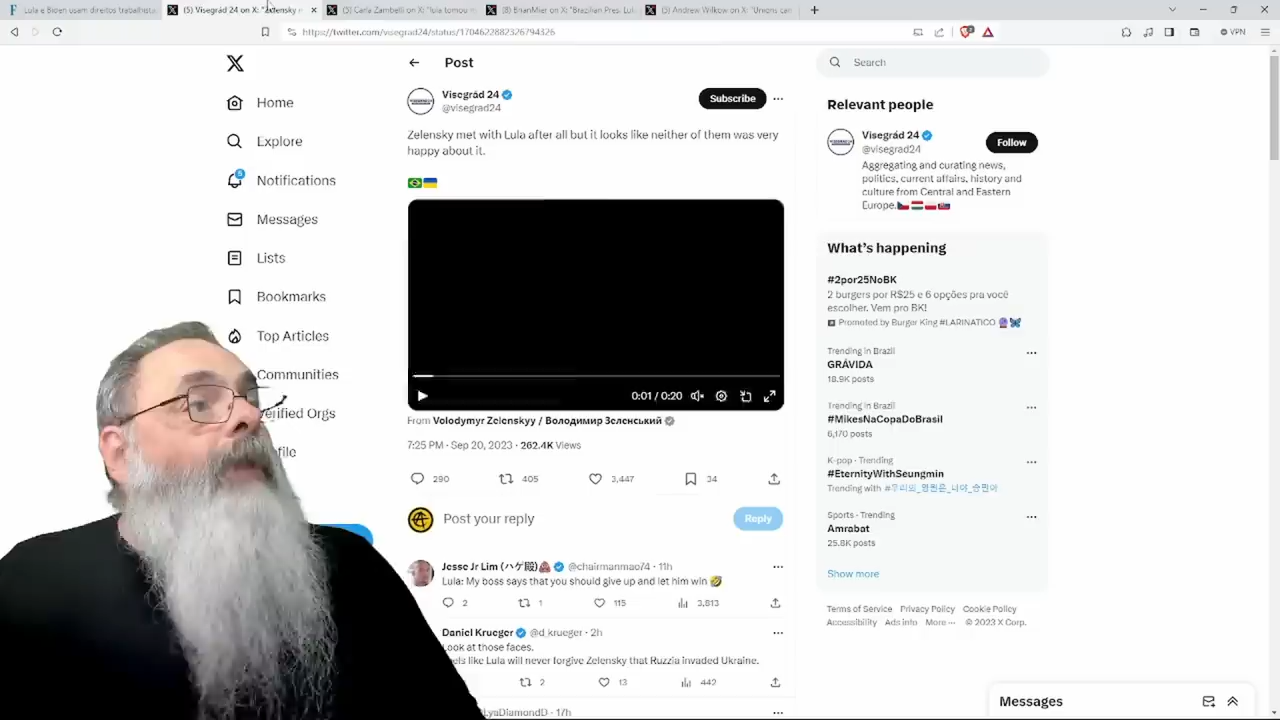 Lula e Biden usam direitos trabalhista
(5) Visegrád 24 on X: "Zelensky
(5) Carla Zambelli on X: "lula tomou
(8) BrianMier on X: "Brazilian Pres. Lul
(5) Andrew Wilkow on X: "Unions can
https://twitter.com/visegrad24/status/1704622882326794326
VPN
Home
Explore
5
Notifications
Messages
Lists
Bookmarks
Top Articles
Communities
erified Orgs
file
Post
Visegrád 24
@visegrad24
Subscribe
Zelensky met with Lula after all but it looks like neither of them was very
happy about it.
0:01 / 0:20
From Volodymyr Zelenskyy / Володимир Зеленський
7:25 PM · Sep 20, 2023 · 262.4K Views
290
405
3,447
34
Post your reply
Reply
Jesse Jr Lim (ハゲ殿) @chairmanmao74 · 11h
Lula: My boss says that you should give up and let him win
2
1
115
3,813
Daniel Krueger @d_krueger · 2h
Look at those faces.
els like Lula will never forgive Zelensky that Ruzzia invaded Ukraine.
2
13
442
LyaDiamondD · 17h
Search
Relevant people
Visegrád 24
@visegrad24
Follow
Aggregating and curating news,
politics, current affairs, history and
culture from Central and Eastern
Europe.
What's happening
#2por25NoBK
2 burgers por R$25 e 6 opções pra você
escolher. Vem pro BK!
Promoted by Burger King #LARINATICO
Trending in Brazil
GRÁVIDA
18.9K posts
Trending in Brazil
#MikesNaCopaDoBrasil
6,170 posts
K-pop · Trending
#EternityWithSeungmin
Trending with
Sports · Trending
Amrabat
25.8K posts
Show more
Terms of Service Privacy Policy Cookie Policy
Accessibility Ads info More ··· © 2023 X Corp.
Messages